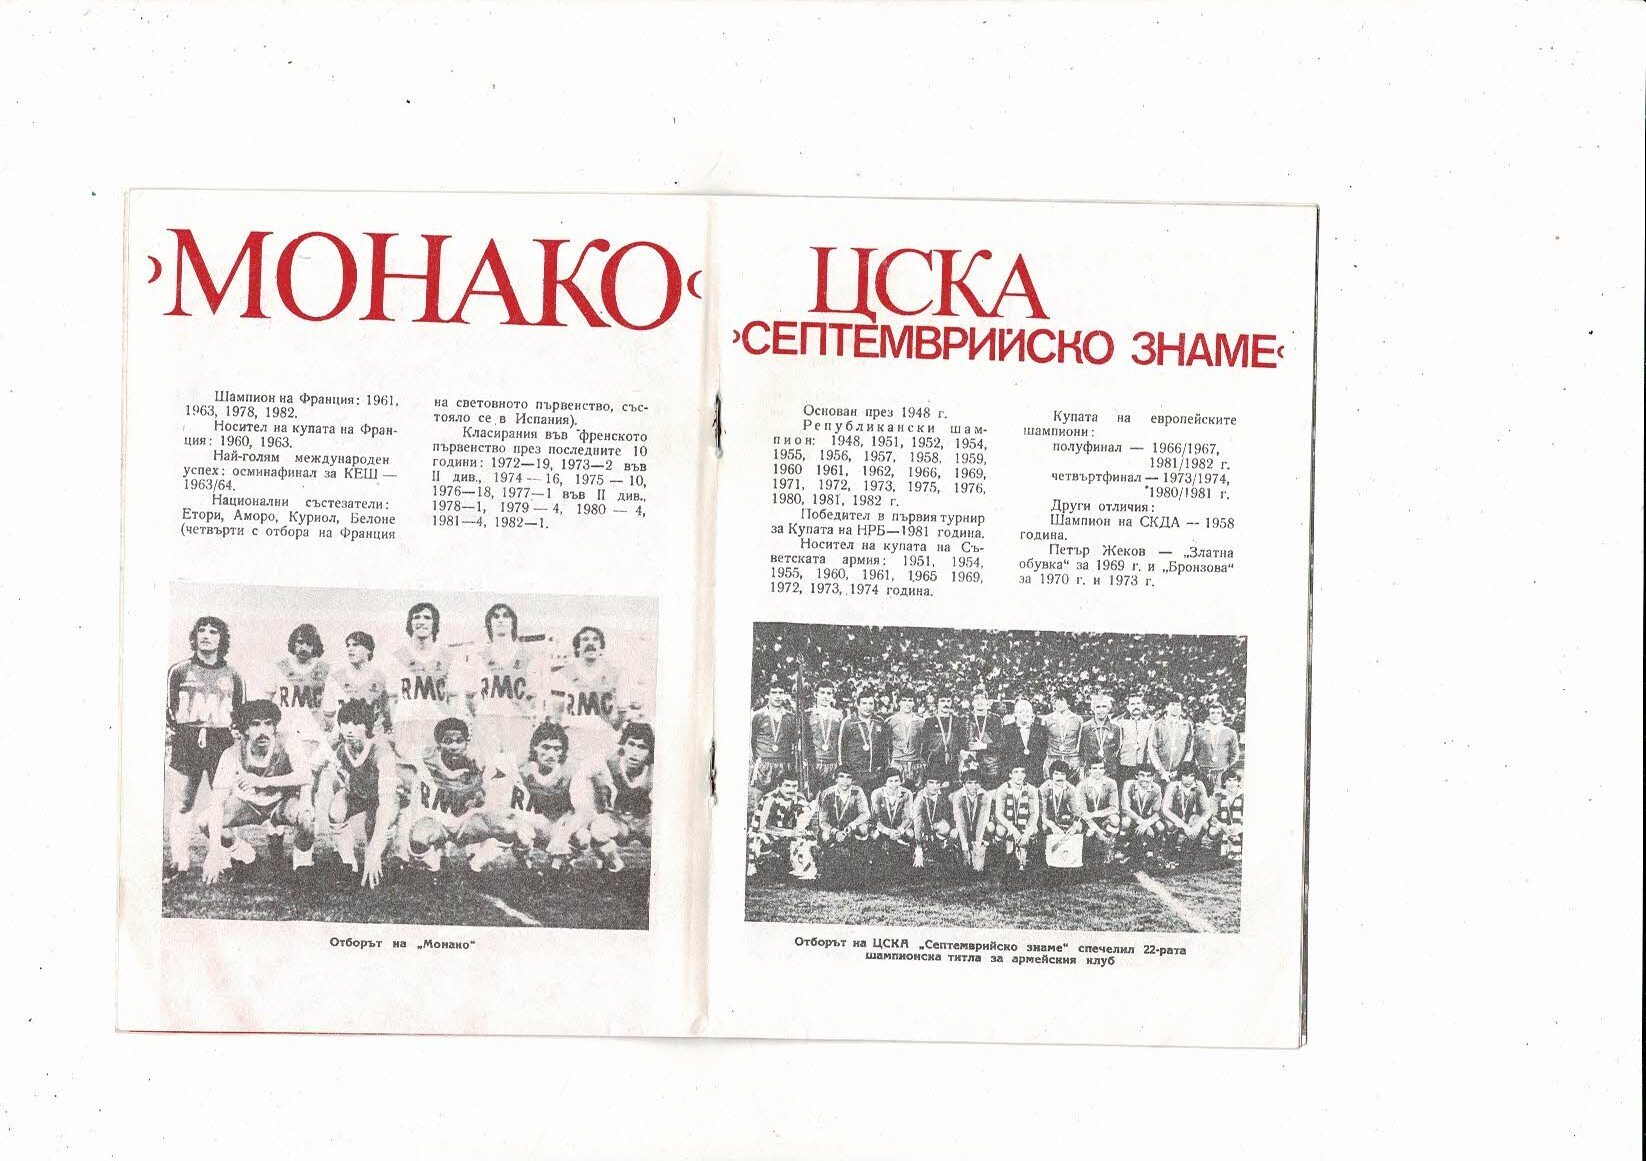 ›МОНАКО‹
Шампион на Франция: 1961,
1963, 1978, 1982.
Носител на купата на Фран-
ция: 1960, 1963.
Най-голям международен
успех: осминафинал за КЕШ —
1963/64.
Национални състезатели:
Етори, Аморо, Куриол, Белоне
(четвърти с отбора на Франция
на световното първенство, със-
тояло се в Испания).
Класирания във френското
първенство през последните 10
години: 1972—19, 1973—2 във
II див., 1974—16, 1975—10,
1976—18, 1977—1 във II див.,
1978—1, 1979—4, 1980—4,
1981—4, 1982—1.
RMC
RMC
RMC
RMC
RMC
RMC
Отборът на „Монако“
ЦСКА
›СЕПТЕМВРИЙСКО ЗНАМЕ‹
Основан през 1948 г.
Републикански шам-
пион: 1948, 1951, 1952, 1954,
1955, 1956, 1957, 1958, 1959,
1960 1961, 1962, 1966, 1969,
1971, 1972, 1973, 1975, 1976,
1980, 1981, 1982 г.
Победител в първия турнир
за Купата на НРБ—1981 година.
Носител на купата на Съ-
ветската армия: 1951, 1954,
1955, 1960, 1961, 1965 1969,
1972, 1973, 1974 година.
Купата на европейските
шампиони:
полуфинал — 1966/1967,
1981/1982 г.
четвъртфинал — 1973/1974,
1980/1981 г.
Други отличия:
Шампион на СКДА — 1958
година.
Петър Жеков — „Златна
обувка“ за 1969 г. и „Бронзова“
за 1970 г. и 1973 г.
Отборът на ЦСКА „Септемврийско знаме“ спечелил 22-рата
шампионска титла за армейския клуб